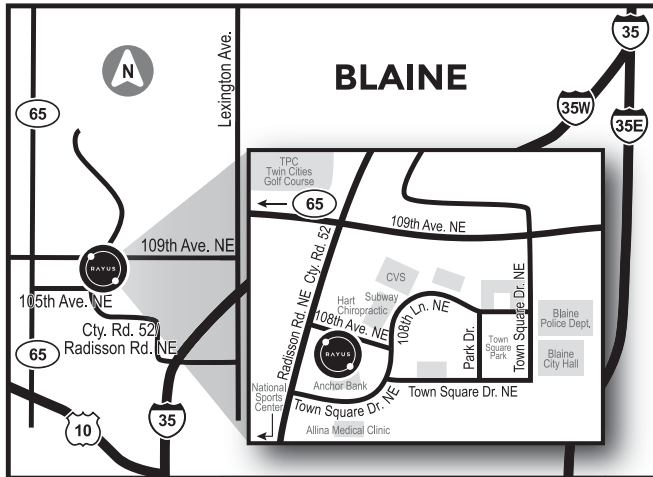 N
BLAINE
35
35W
35E
65
Lexington Ave.
109th Ave. NE
RAYUS
105th Ave. NE
Cty. Rd. 52/
Radisson Rd. NE
65
10
35
TPC
Twin Cities
Golf Course
65
109th Ave. NE
Radisson Rd. NE Cty. Rd. 52
CVS
Subway
Hart
Chiropractic
108th Ave. NE
108th Ln. NE
RAYUS
Anchor Bank
Park Dr.
Town
Square
Park
Town Square Dr. NE
Blaine
Police Dept.
Blaine
City Hall
Town Square Dr. NE
Town Square Dr. NE
National
Sports
Center
Allina Medical Clinic